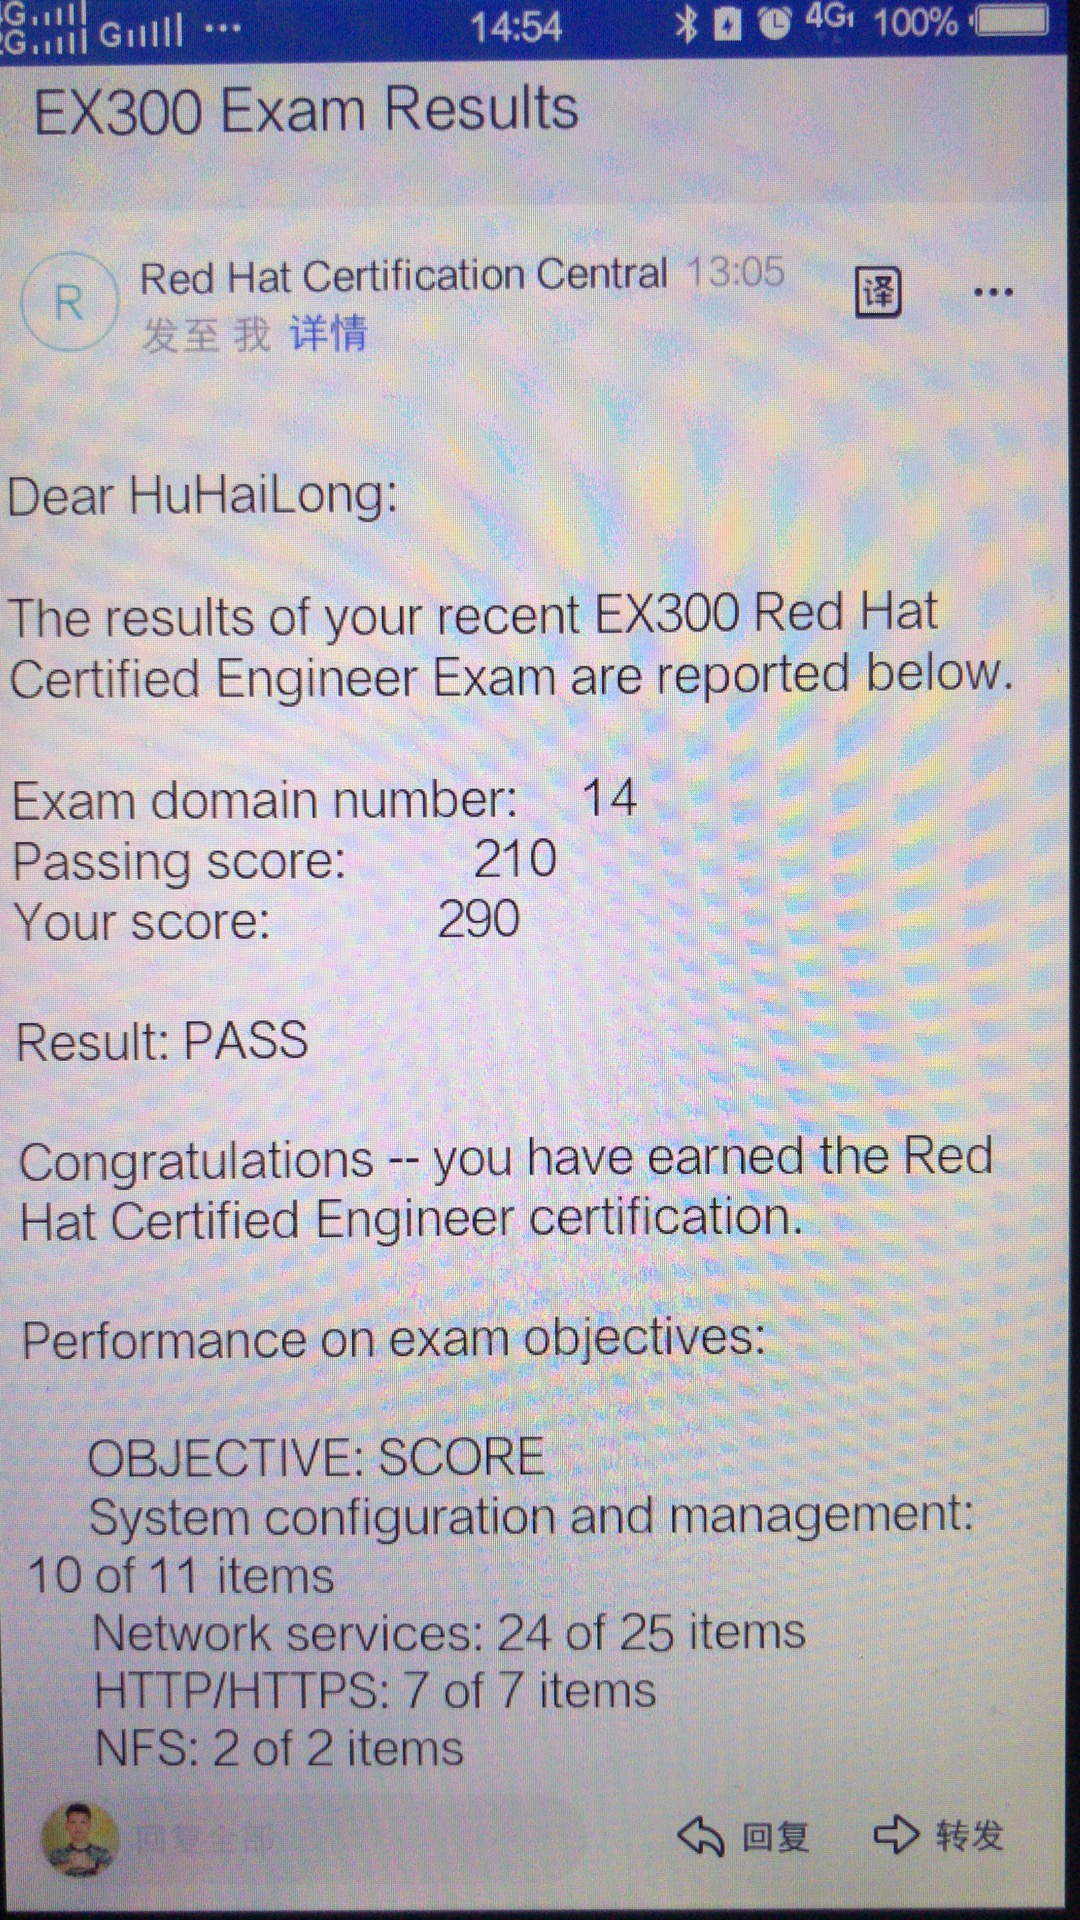 14:54
4G 100%
EX300 Exam Results
R
Red Hat Certification Central 13:05
译
发至 我 详情
Dear HuHaiLong:
The results of your recent EX300 Red Hat
Certified Engineer Exam are reported below.
Exam domain number: 14
Passing score: 210
Your score: 290
Result: PASS
Congratulations -- you have earned the Red
Hat Certified Engineer certification.
Performance on exam objectives:
OBJECTIVE: SCORE
System configuration and management:
10 of 11 items
Network services: 24 of 25 items
HTTP/HTTPS: 7 of 7 items
NFS: 2 of 2 items
回复全部 回复 转发